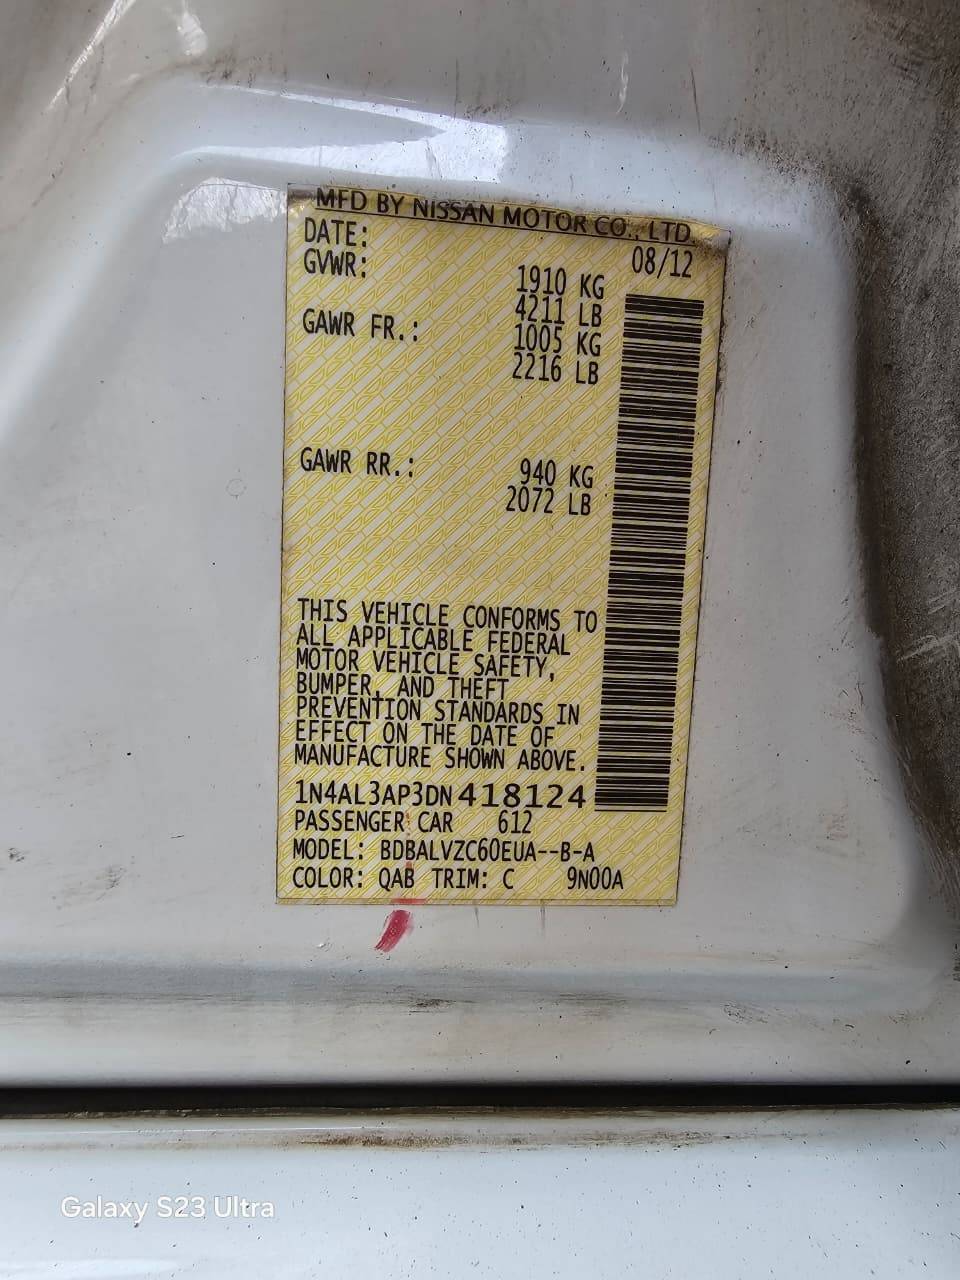 MFD BY NISSAN MOTOR CO., LTD.
DATE: 08/12
GVWR: 1910 KG
4211 LB
GAWR FR.: 1005 KG
2216 LB
GAWR RR.: 940 KG
2072 LB
THIS VEHICLE CONFORMS TO
ALL APPLICABLE FEDERAL
MOTOR VEHICLE SAFETY,
BUMPER, AND THEFT
PREVENTION STANDARDS IN
EFFECT ON THE DATE OF
MANUFACTURE SHOWN ABOVE.
1N4AL3AP3DN418124
PASSENGER CAR 612
MODEL: BDBALVZC60EUA--B-A
COLOR: QAB TRIM: C 9N00A
Galaxy S23 Ultra